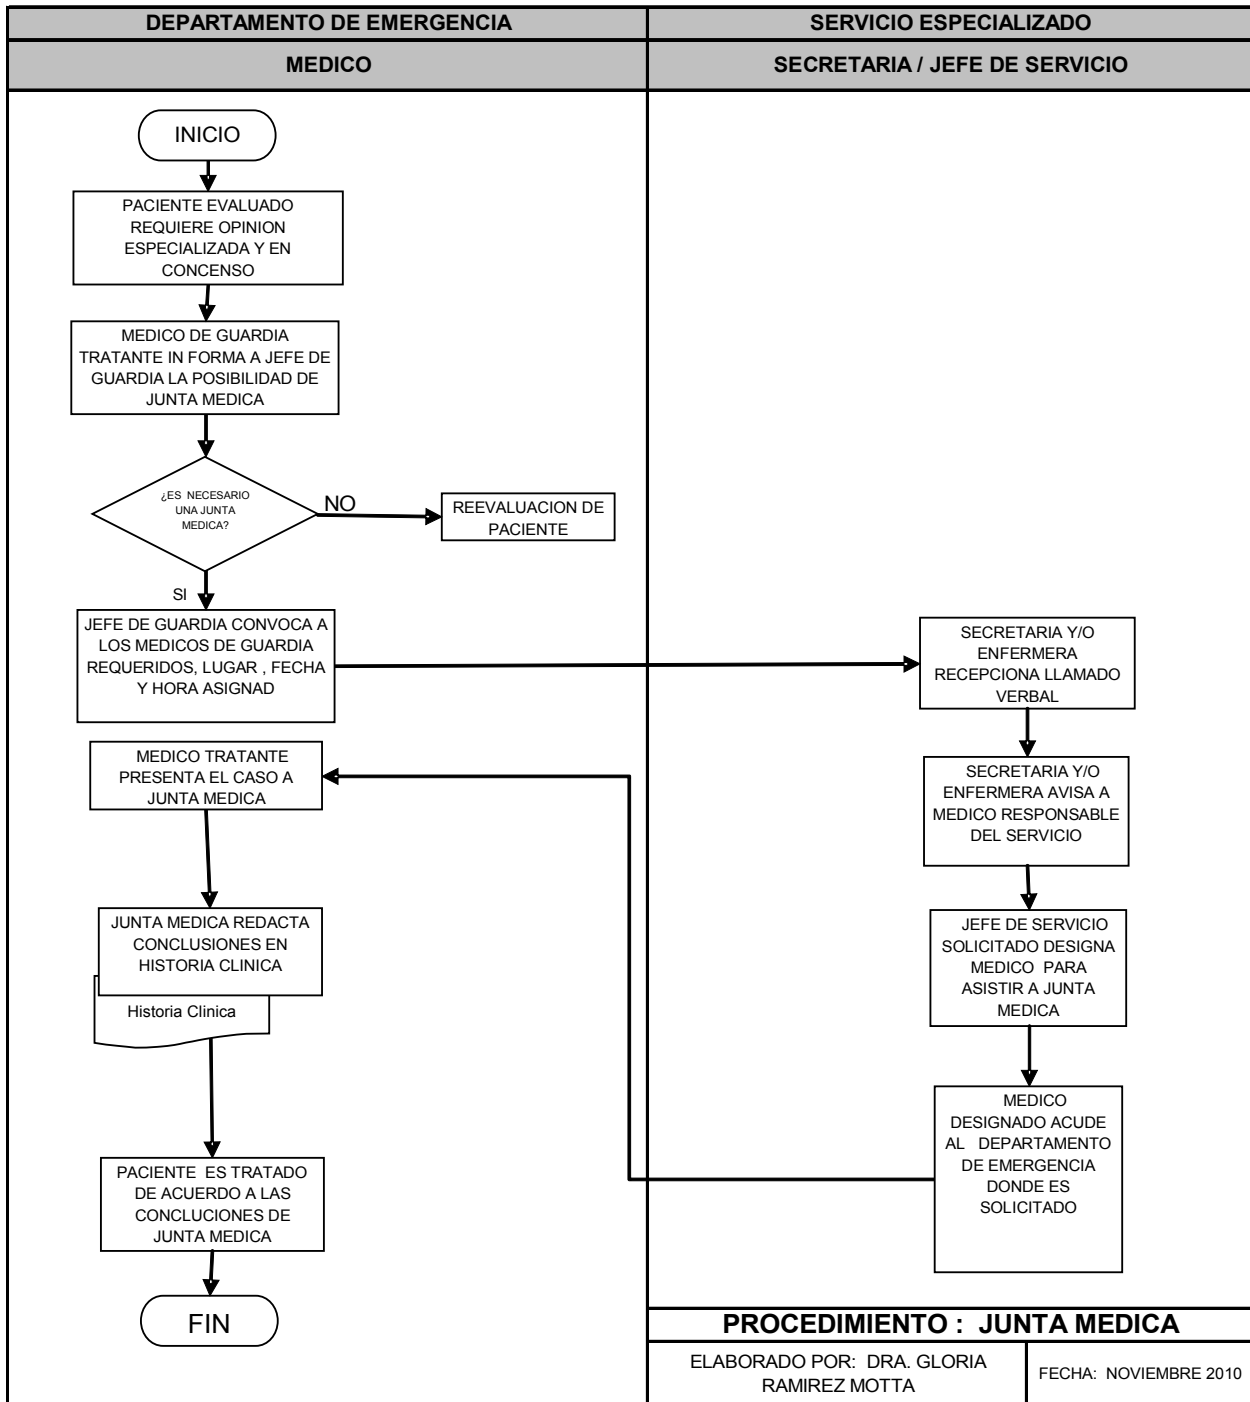 DEPARTAMENTO DE EMERGENCIA
SERVICIO ESPECIALIZADO
MEDICO
SECRETARIA / JEFE DE SERVICIO
INICIO
PACIENTE EVALUADO
REQUIERE OPINION
ESPECIALIZADA Y EN
CONCENSO
MEDICO DE GUARDIA
TRATANTE IN FORMA A JEFE DE
GUARDIA LA POSIBILIDAD DE
JUNTA MEDICA
¿ES NECESARIO
UNA JUNTA
MEDICA?
NO
REEVALUACION DE
PACIENTE
SI
JEFE DE GUARDIA CONVOCA A
LOS MEDICOS DE GUARDIA
REQUERIDOS, LUGAR , FECHA
Y HORA ASIGNAD
SECRETARIA Y/O
ENFERMERA
RECEPCIONA LLAMADO
VERBAL
SECRETARIA Y/O
ENFERMERA AVISA A
MEDICO RESPONSABLE
DEL SERVICIO
JEFE DE SERVICIO
SOLICITADO DESIGNA
MEDICO PARA
ASISTIR A JUNTA
MEDICA
MEDICO
DESIGNADO ACUDE
AL DEPARTAMENTO
DE EMERGENCIA
DONDE ES
SOLICITADO
MEDICO TRATANTE
PRESENTA EL CASO A
JUNTA MEDICA
JUNTA MEDICA REDACTA
CONCLUSIONES EN
HISTORIA CLINICA
Historia Clinica
PACIENTE ES TRATADO
DE ACUERDO A LAS
CONCLUCIONES DE
JUNTA MEDICA
FIN
PROCEDIMIENTO : JUNTA MEDICA
ELABORADO POR: DRA. GLORIA
RAMIREZ MOTTA
FECHA: NOVIEMBRE 2010